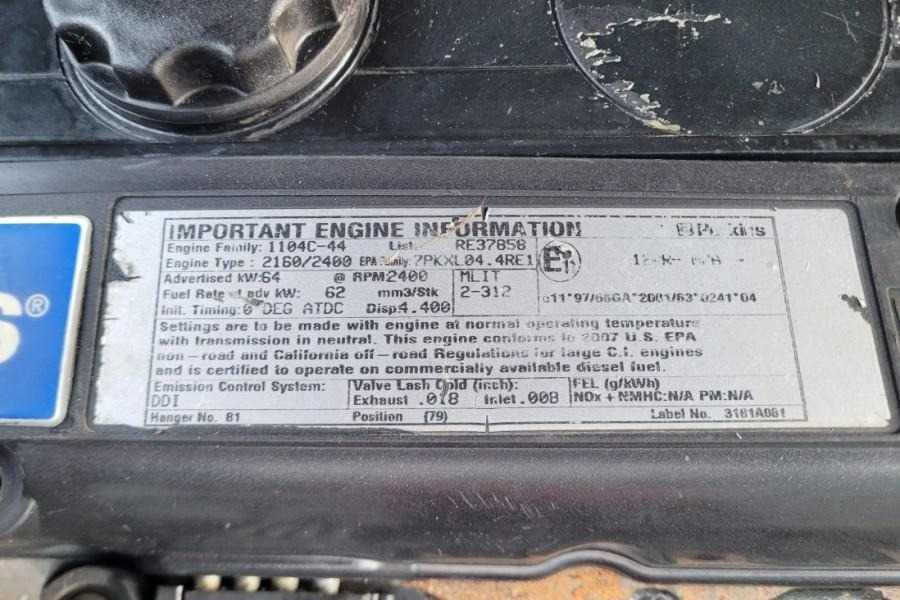 IMPORTANT ENGINE INFORMATION
Perkins
Engine Family: 1104C-44 List: RE37858
Engine Type : 2160/2400 EPA Family: 7PKXL04.4RE1
E11
Advertised kW:64 @ RPM2400 MLIT
Fuel Rate at adv kW: 62 mm3/Stk 2-312
e11*97/68GA*2001/63*0241*04
Init. Timing:0 DEG ATDC Disp4.400
Settings are to be made with engine at normal operating temperature
with transmission in neutral. This engine conforms to 2007 U.S. EPA
non-road and California off-road Regulations for large C.I. engines
and is certified to operate on commercially available diesel fuel.
Emission Control System: Valve Lash Cold (inch): FEL (g/kWh)
DDI Exhaust .018 Inlet .008 NOx + NMHC:N/A PM:N/A
Hanger No. 81 Position (79) Label No. 3181A081
S®